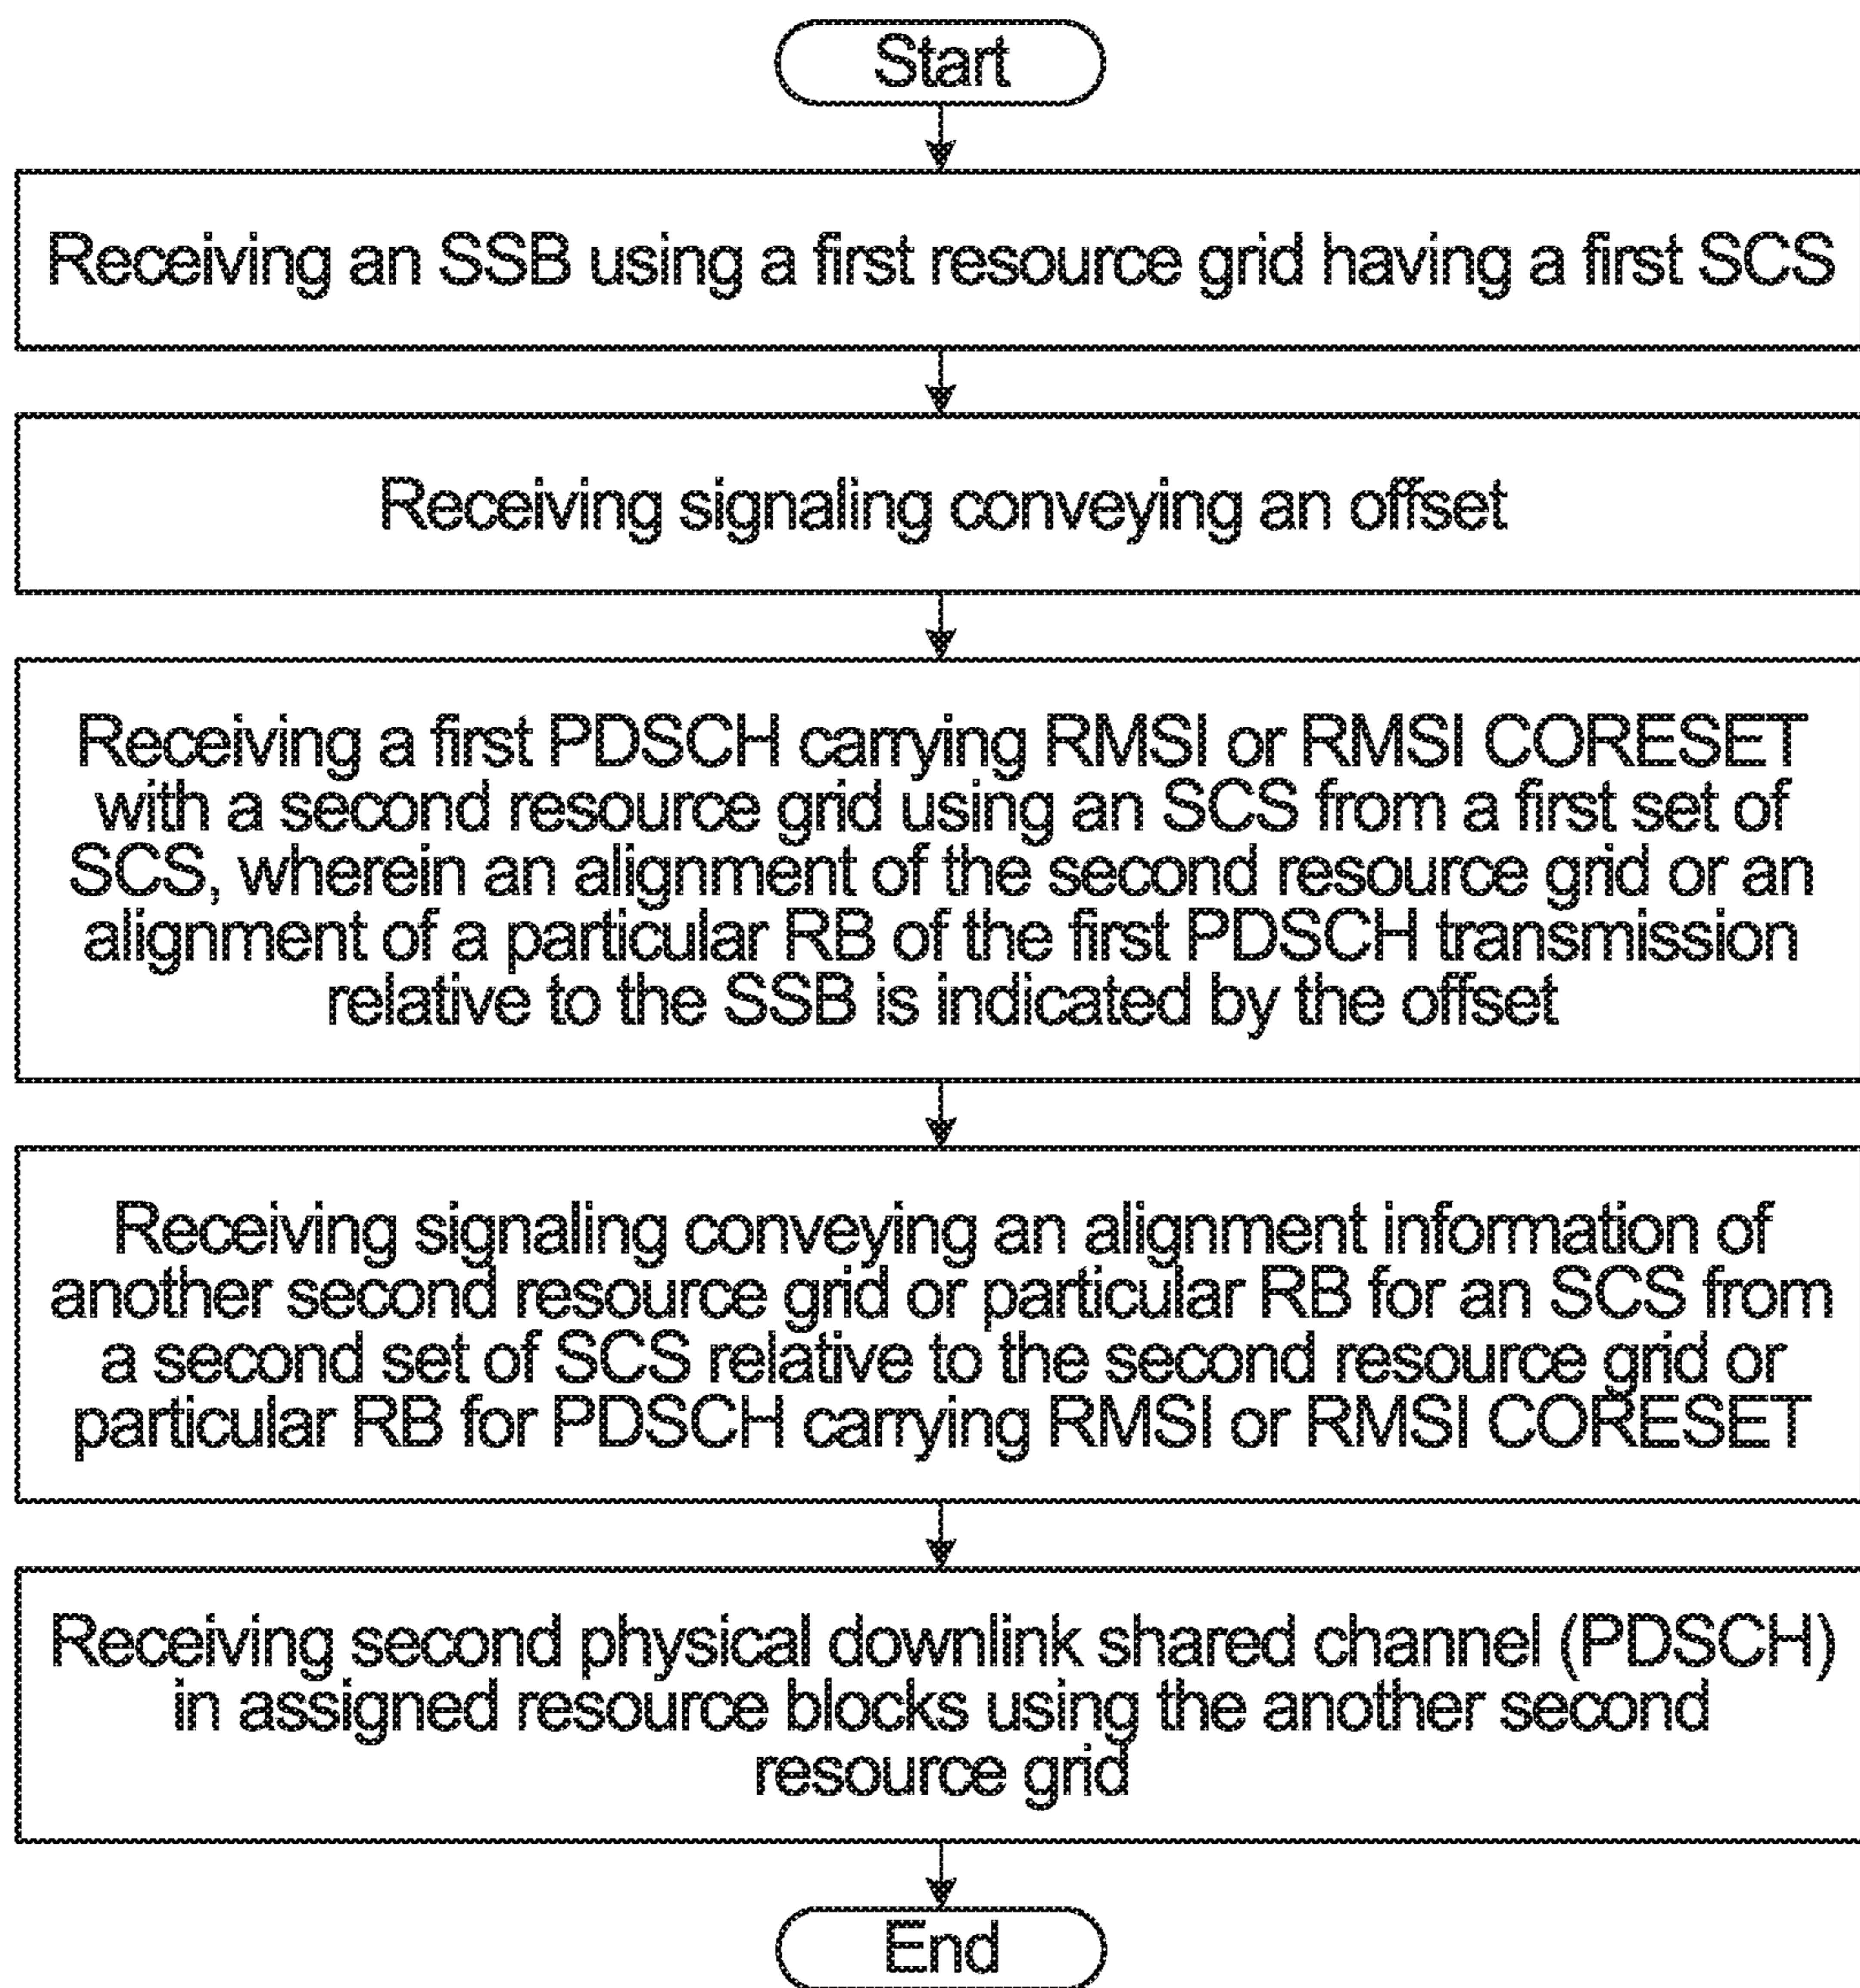 Start
Receiving an SSB using a first resource grid having a first SCS
Receiving signaling conveying an offset
Receiving a first PDSCH carrying RMSI or RMSI CORESET
with a second resource grid using an SCS from a first set of
SCS, wherein an alignment of the second resource grid or an
alignment of a particular RB of the first PDSCH transmission
relative to the SSB is indicated by the offset
Receiving signaling conveying an alignment information of
another second resource grid or particular RB for an SCS from
a second set of SCS relative to the second resource grid or
particular RB for PDSCH carrying RMSI or RMSI CORESET
Receiving second physical downlink shared channel (PDSCH)
in assigned resource blocks using the another second
resource grid
End